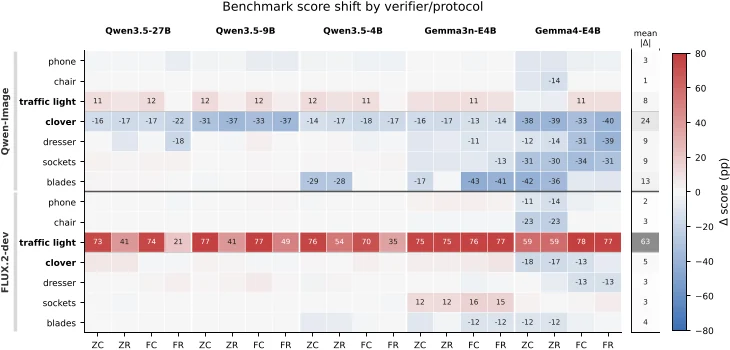 Benchmark score shift by verifier/protocol
Qwen3.5-27B Qwen3.5-9B Qwen3.5-4B Gemma3n-E4B Gemma4-E4B
mean
|Δ|
Qwen-Image
phone 3
chair -14 1
traffic light 11 12 12 12 12 11 11 11 8
clover -16 -17 -17 -22 -31 -37 -33 -37 -14 -17 -18 -17 -16 -17 -13 -14 -38 -39 -33 -40 24
dresser -18 -11 -12 -14 -31 -39 9
sockets -13 -31 -30 -34 -31 9
blades -29 -28 -17 -43 -41 -42 -36 13
FLUX.2-dev
phone -11 -14 2
chair -23 -23 3
traffic light 73 41 74 21 77 41 77 49 76 54 70 35 75 75 76 77 59 59 78 77 63
clover -18 -17 -13 5
dresser -13 -13 3
sockets 12 12 16 15 3
blades -12 -12 -12 -12 4
ZC ZR FC FR ZC ZR FC FR ZC ZR FC FR ZC ZR FC FR ZC ZR FC FR
80
60
40
20
0
−20
−40
−60
−80
Δ score (pp)